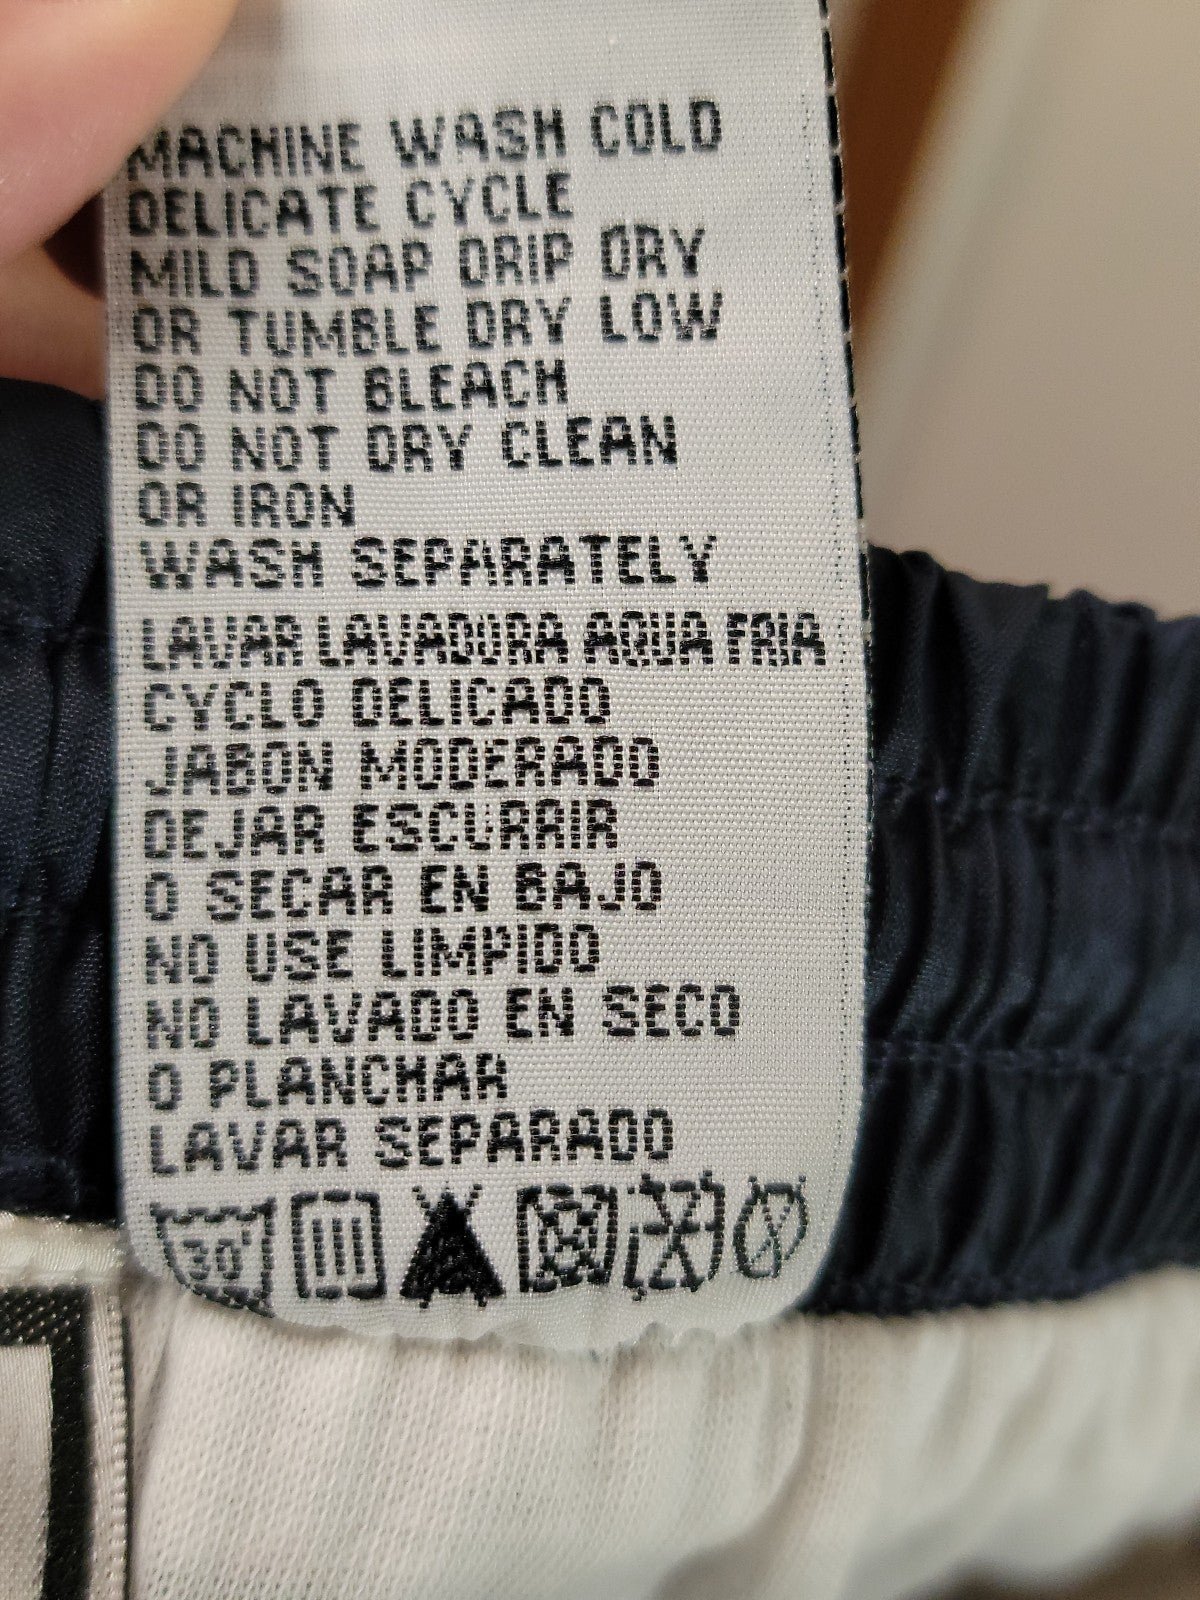 MACHINE WASH COLD
DELICATE CYCLE
MILD SOAP DRIP DRY
OR TUMBLE DRY LOW
DO NOT BLEACH
DO NOT DRY CLEAN
OR IRON
WASH SEPARATELY
LAVAR LAVADORA AQUA FRIA
CYCLO DELICADO
JABON MODERADO
DEJAR ESCURRIR
O SECAR EN BAJO
NO USE LIMPIDO
NO LAVADO EN SECO
O PLANCHAR
LAVAR SEPARADO
30°